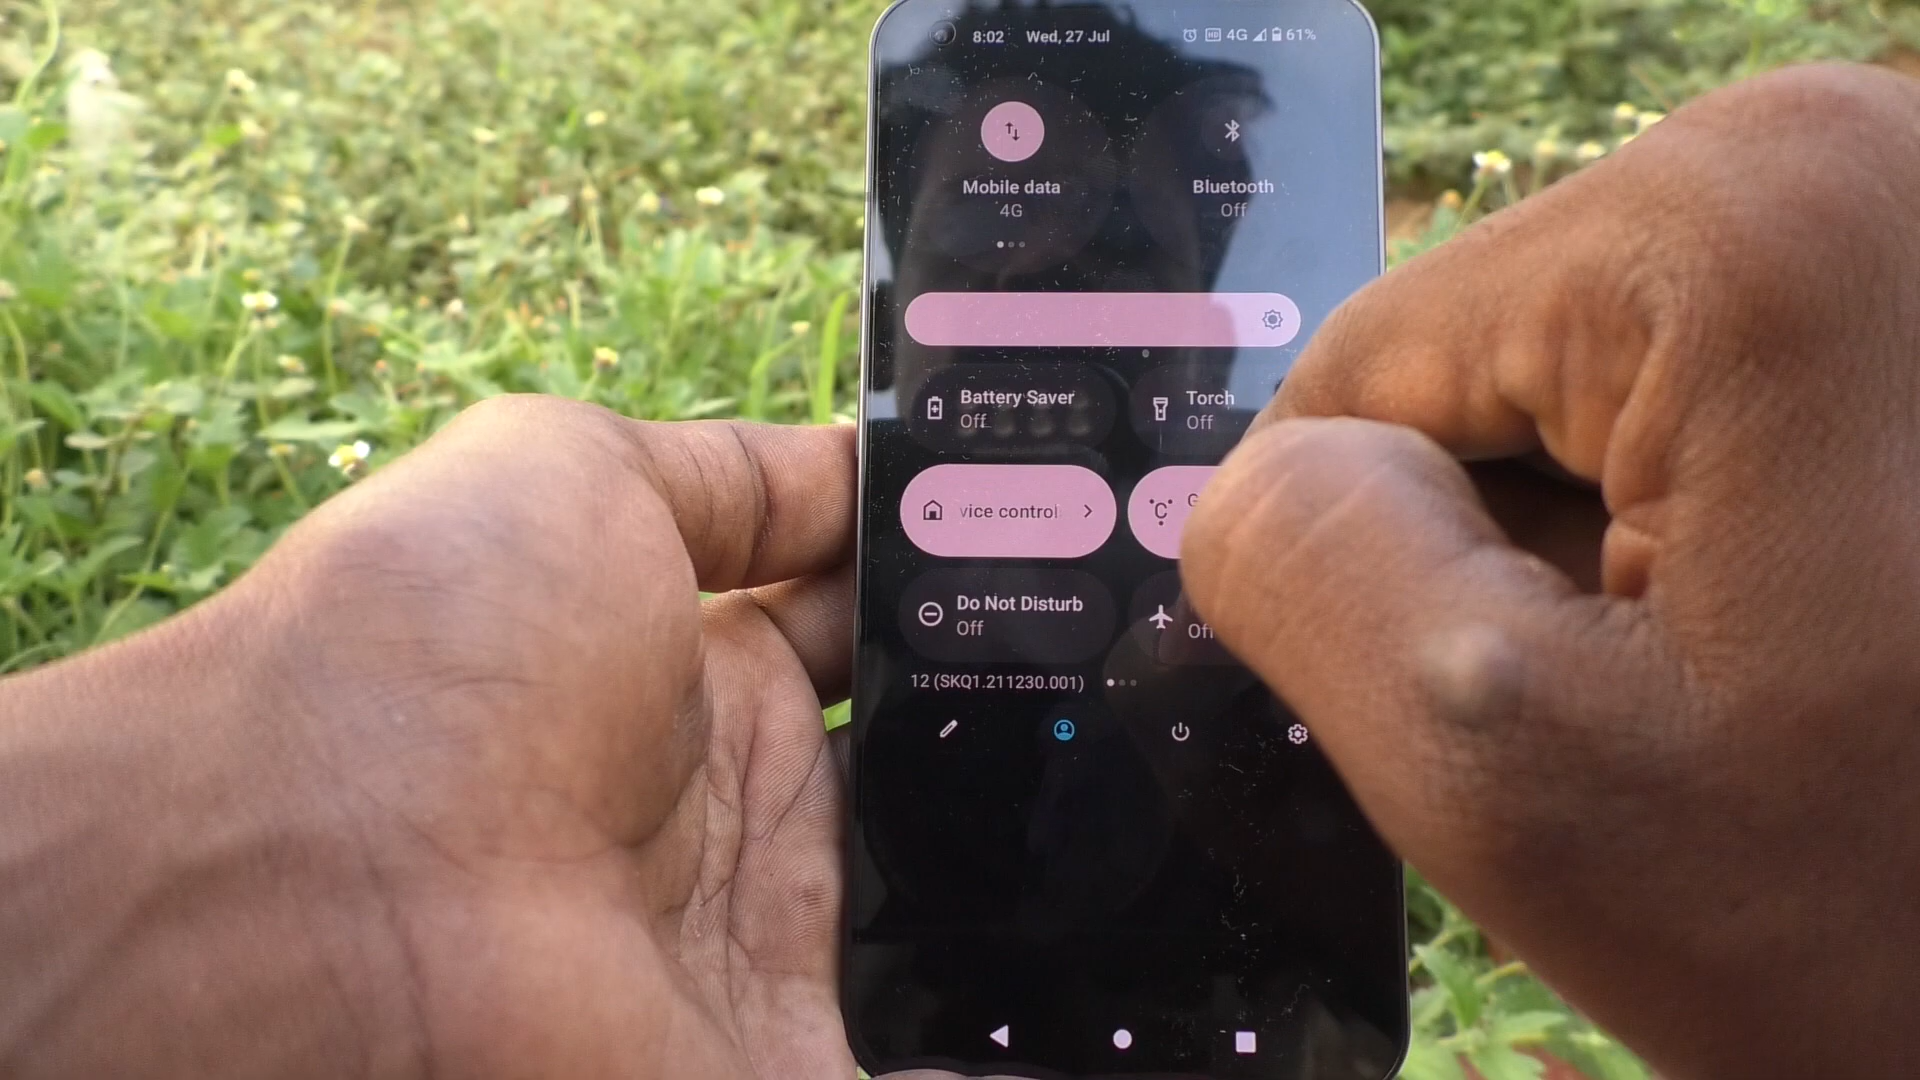 8:02 Wed, 27 Jul HD 4G 61%
Mobile data
4G
Bluetooth
Off
Battery Saver
Off
Torch
Off
vice control
Do Not Disturb
Off
Off
12 (SKQ1.211230.001)